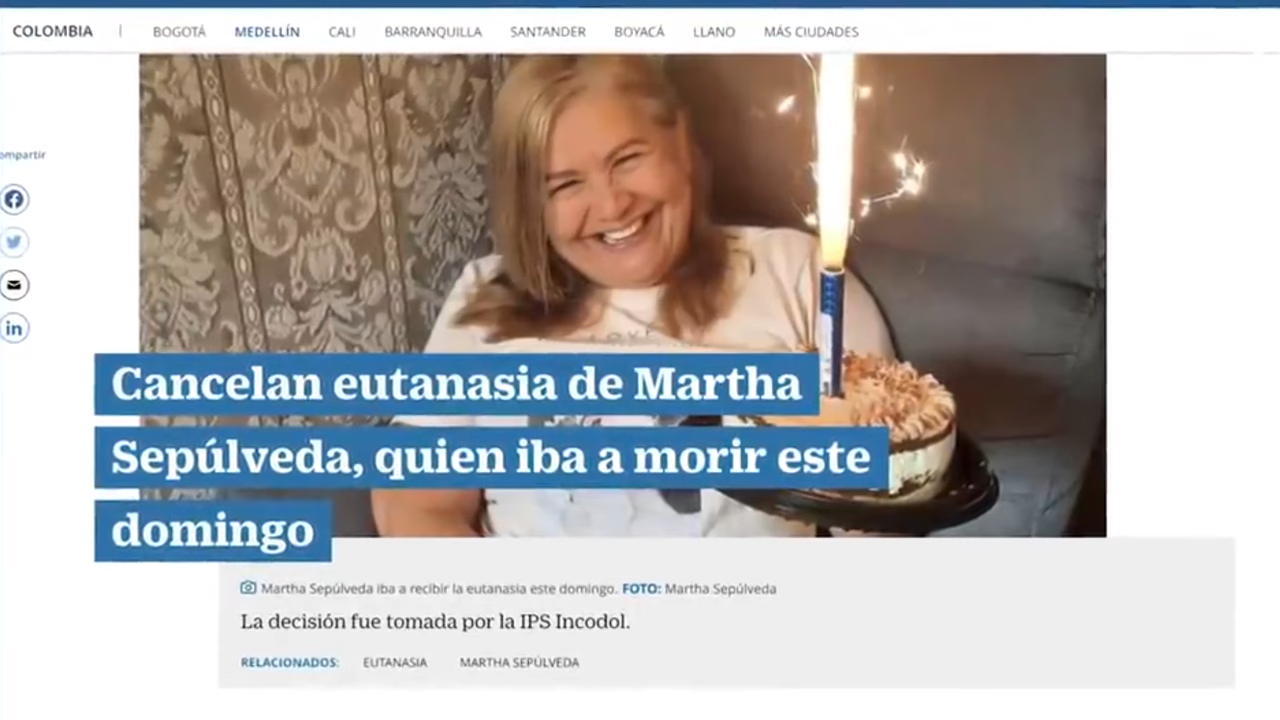 COLOMBIA | BOGOTÁ MEDELLÍN CALI BARRANQUILLA SANTANDER BOYACÁ LLANO MÁS CIUDADES
ompartir
Cancelan eutanasia de Martha
Sepúlveda, quien iba a morir este
domingo
Martha Sepúlveda iba a recibir la eutanasia este domingo. FOTO: Martha Sepúlveda
La decisión fue tomada por la IPS Incodol.
RELACIONADOS: EUTANASIA MARTHA SEPÚLVEDA